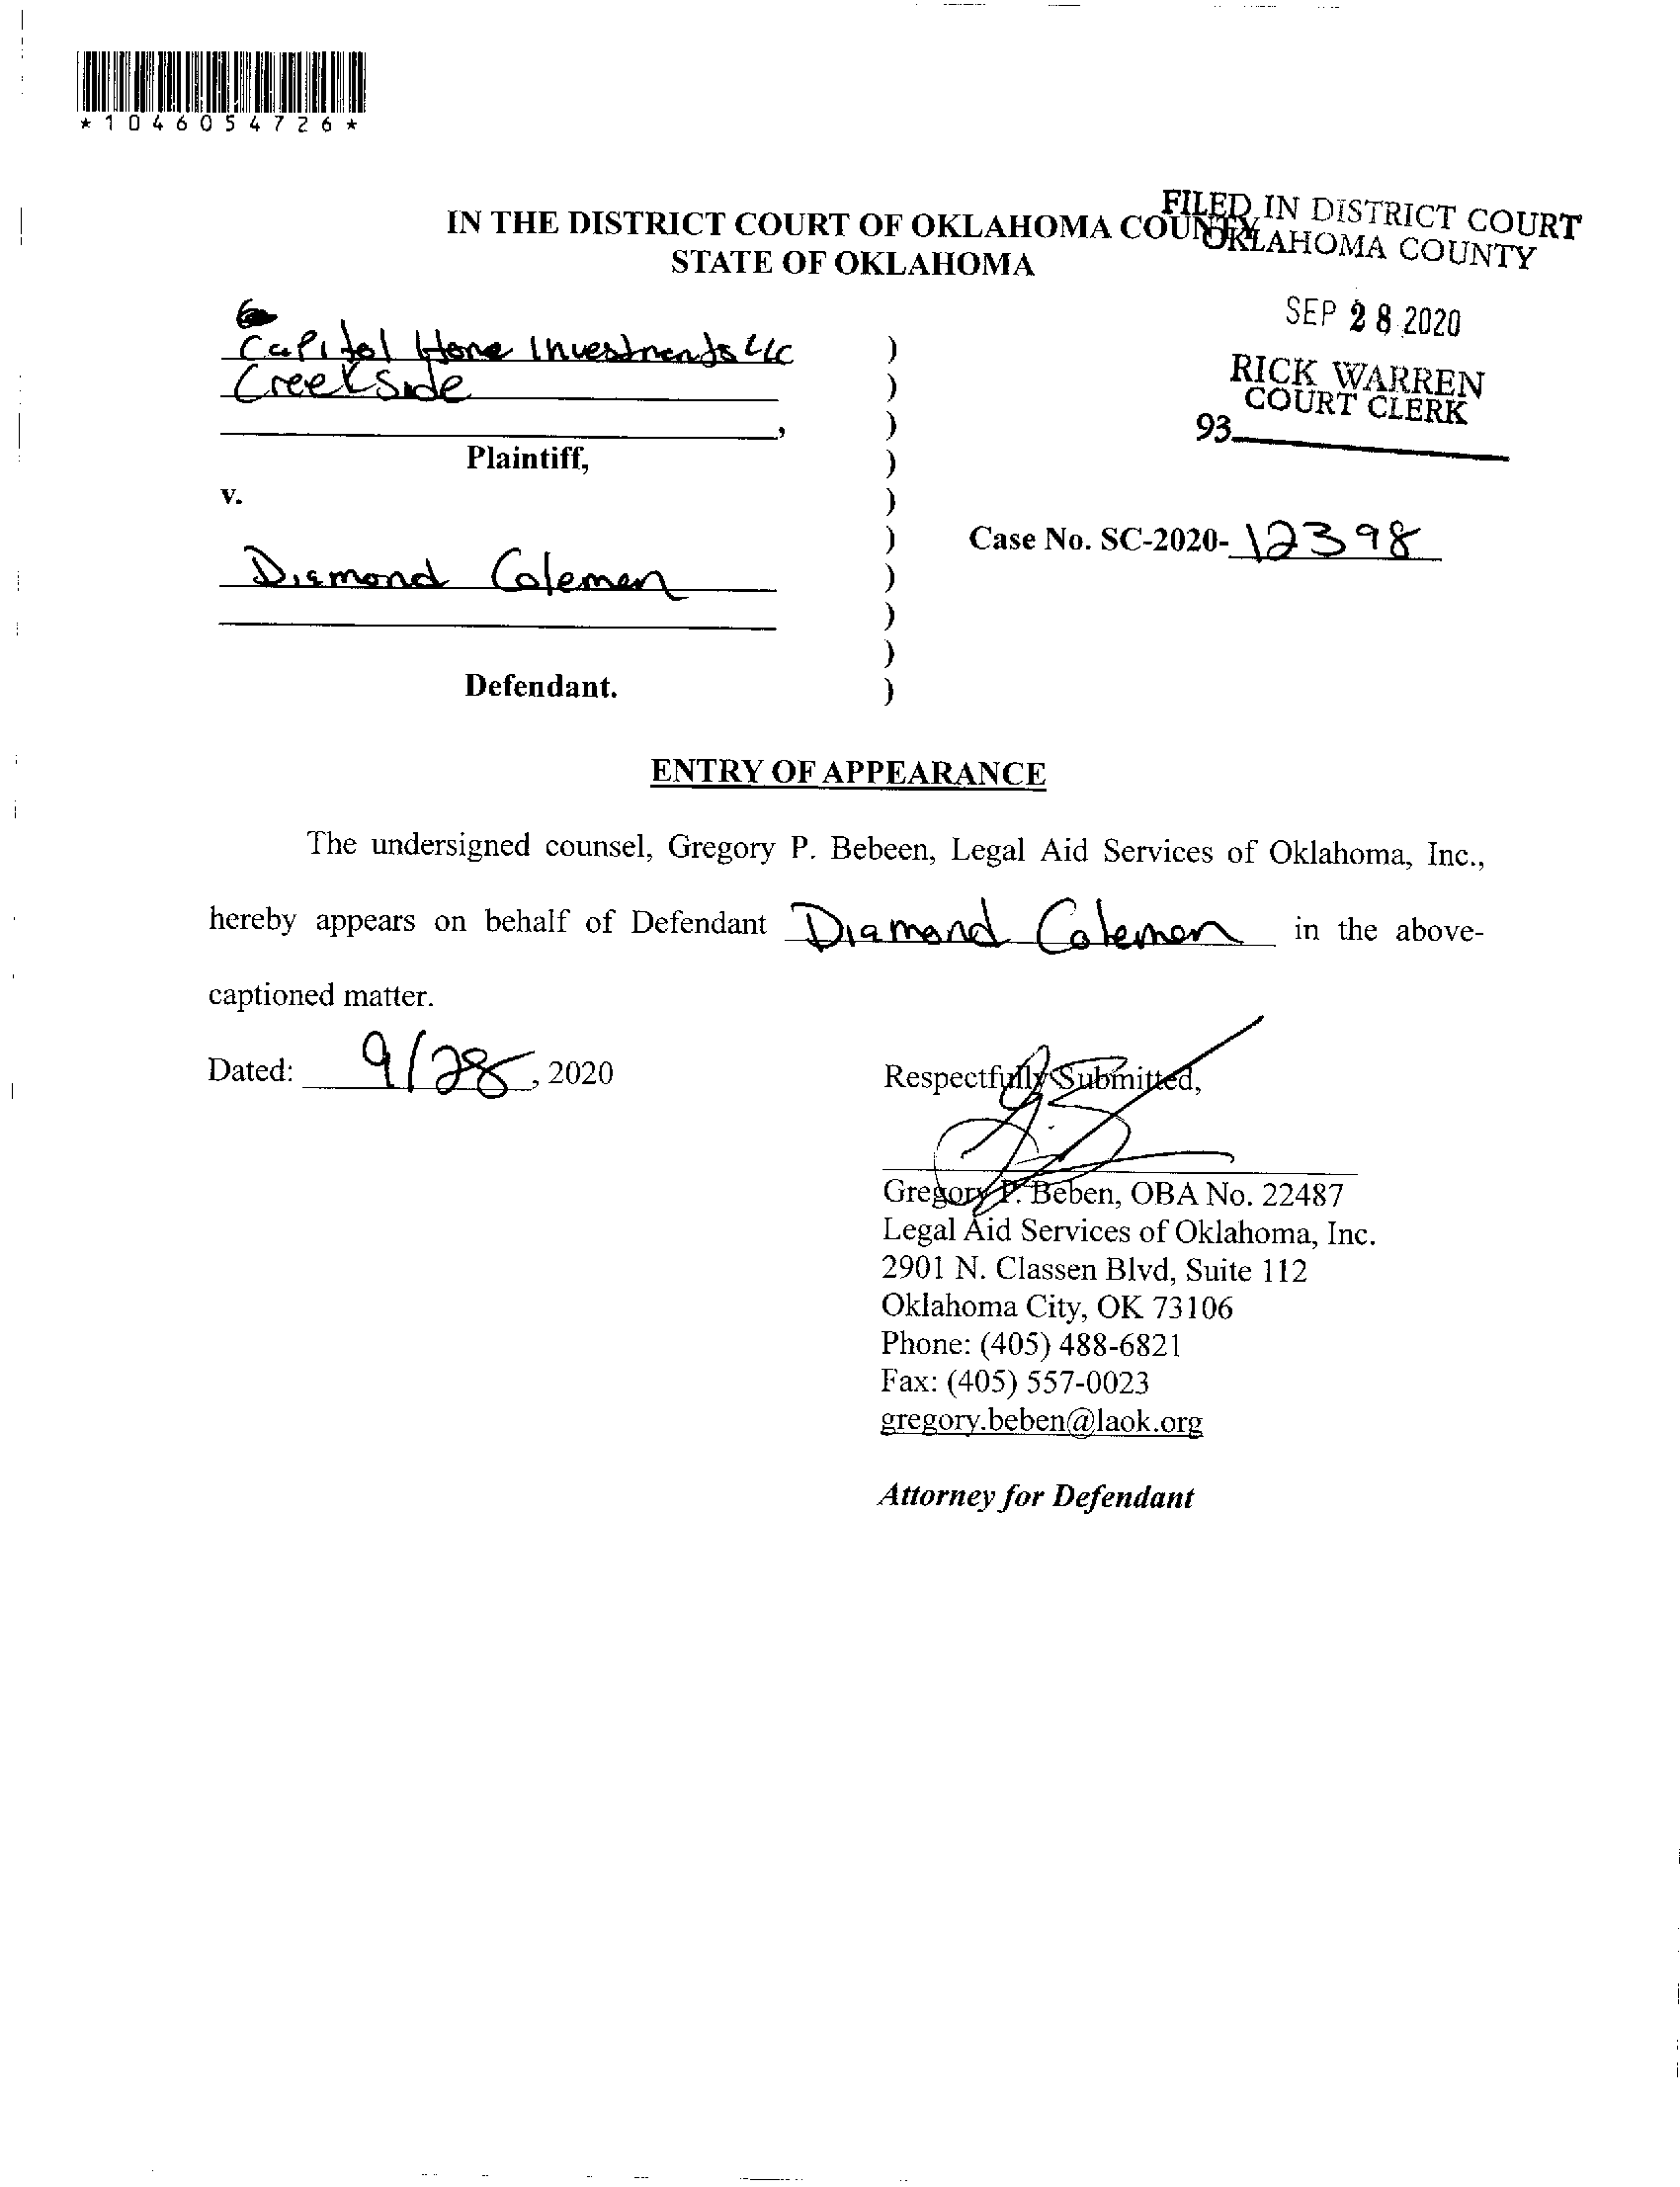 *1046054726*
IN THE DISTRICT COURT OF OKLAHOMA COUNTY
STATE OF OKLAHOMA
FILED IN DISTRICT COURT
OKLAHOMA COUNTY
SEP 28 2020
RICK WARREN
COURT CLERK
93
Capitol Home Investments LLC )
Creekside )
, )
Plaintiff, )
v. )
) Case No. SC-2020-12398
Diamond Coleman )
)
)
Defendant. )
ENTRY OF APPEARANCE
The undersigned counsel, Gregory P. Bebeen, Legal Aid Services of Oklahoma, Inc.,
hereby appears on behalf of Defendant Diamond Coleman in the above-
captioned matter.
Dated: 9/28, 2020
Respectfully Submitted,
Gregory P. Beben, OBA No. 22487
Legal Aid Services of Oklahoma, Inc.
2901 N. Classen Blvd, Suite 112
Oklahoma City, OK 73106
Phone: (405) 488-6821
Fax: (405) 557-0023
gregory.beben@laok.org
Attorney for Defendant